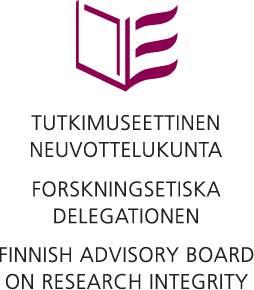 TUTKIMUSEETTINEN
NEUVOTTELUKUNTA
FORSKNINGSETISKA
DELEGATIONEN
FINNISH ADVISORY BOARD
ON RESEARCH INTEGRITY